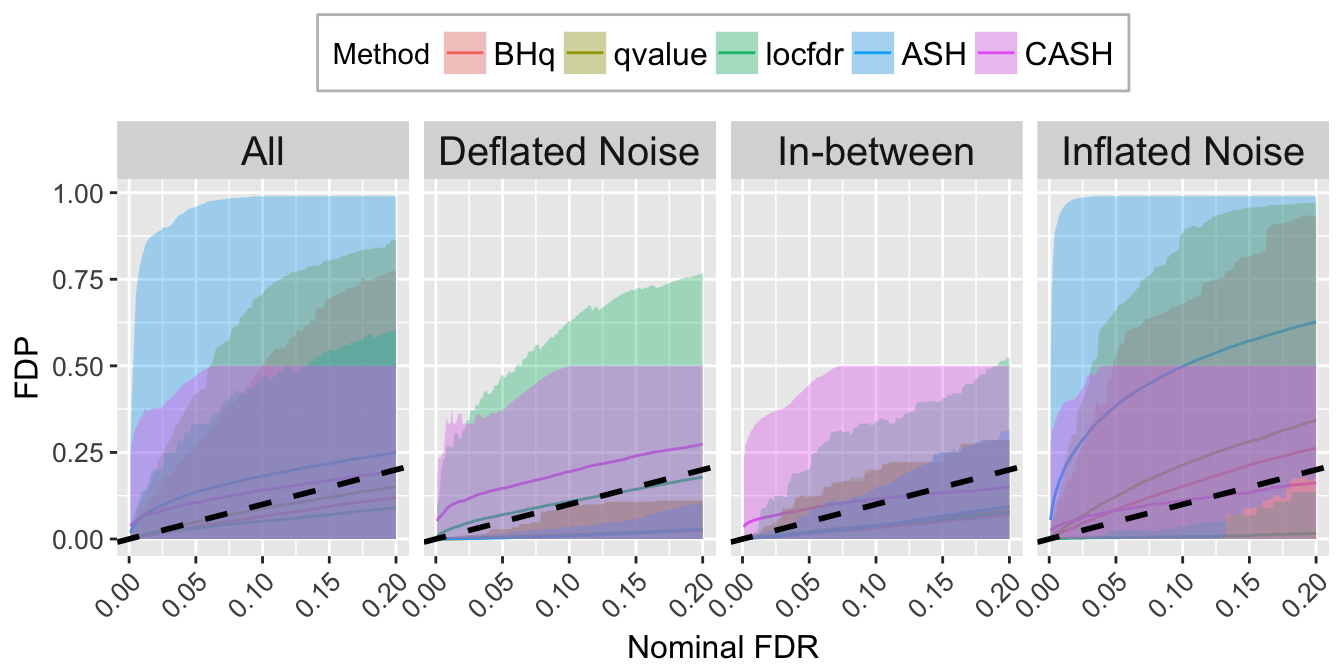 Method BHq qvalue locfdr ASH CASH
All Deflated Noise In-between Inflated Noise
1.00
0.75
0.50
0.25
0.00
FDP
0.00 0.05 0.10 0.15 0.20 0.00 0.05 0.10 0.15 0.20 0.00 0.05 0.10 0.15 0.20 0.00 0.05 0.10 0.15 0.20
Nominal FDR